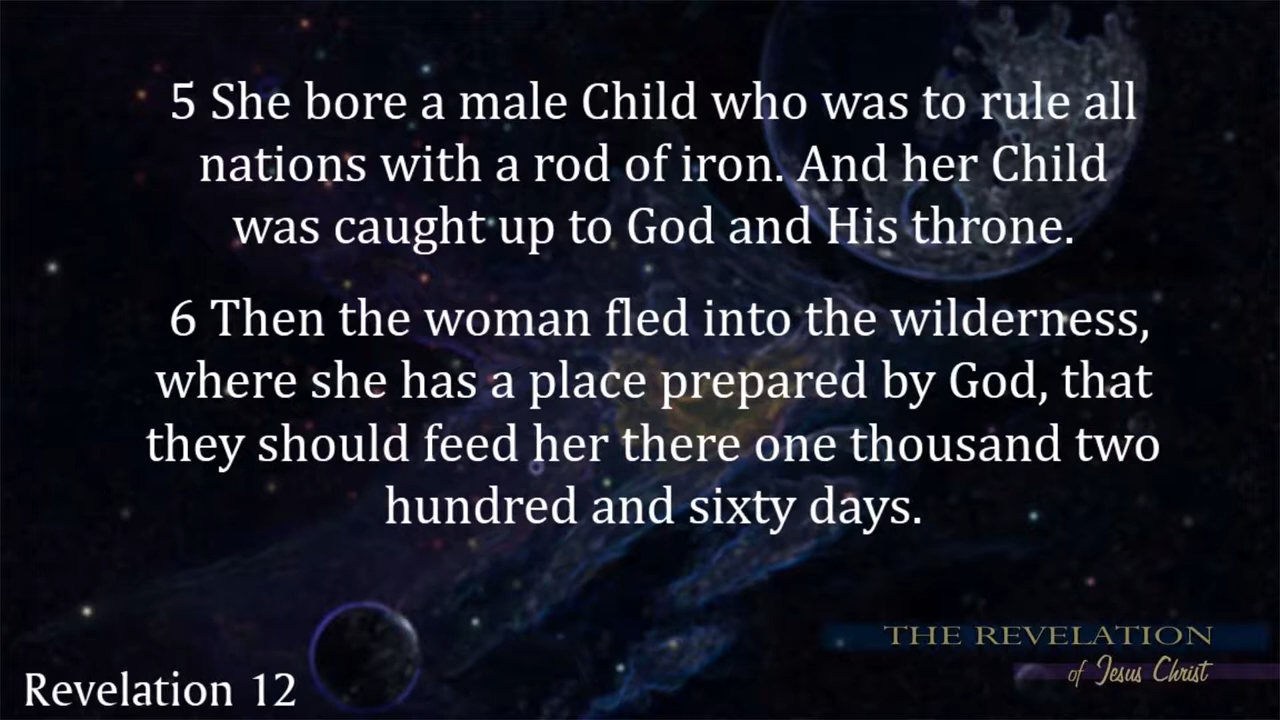 5 She bore a male Child who was to rule all
nations with a rod of iron. And her Child
was caught up to God and His throne.
6 Then the woman fled into the wilderness,
where she has a place prepared by God, that
they should feed her there one thousand two
hundred and sixty days.
THE REVELATION
of Jesus Christ
Revelation 12